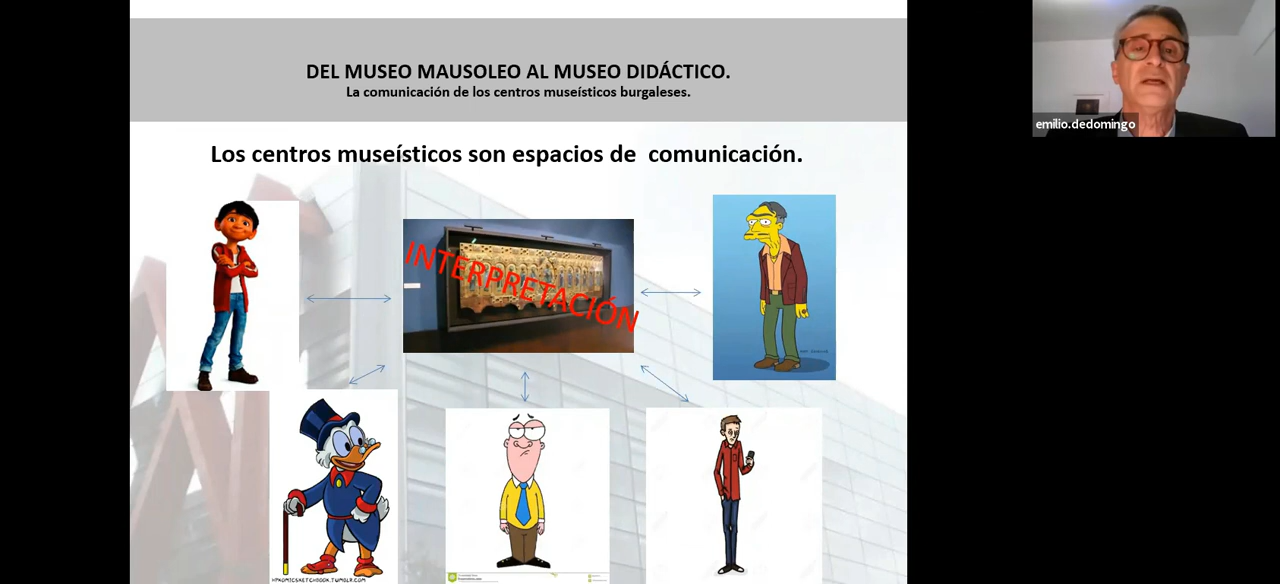 DEL MUSEO MAUSOLEO AL MUSEO DIDÁCTICO.
La comunicación de los centros museísticos burgaleses.
emilio.dedomingo
Los centros museísticos son espacios de  comunicación.
INTERPRETACIÓN